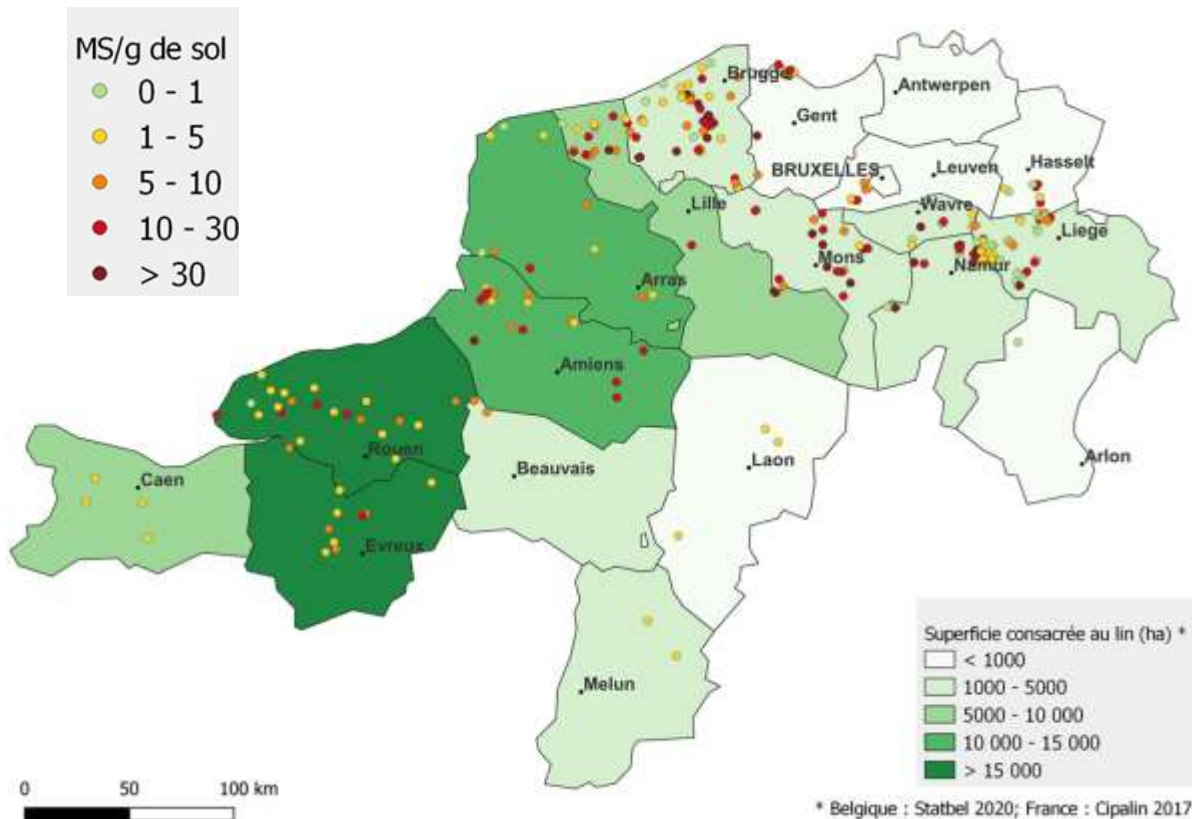 MS/g de sol
0 - 1
1 - 5
5 - 10
10 - 30
> 30
Brugge
Antwerpen
Gent
BRUXELLES
Leuven
Hasselt
Lille
Wavre
Liege
Mons
Namur
Arras
Amiens
Rouen
Beauvais
Laon
Arlon
Caen
Evreux
Melun
Superficie consacrée au lin (ha) *
< 1000
1000 - 5000
5000 - 10 000
10 000 - 15 000
> 15 000
0 50 100 km
* Belgique : Statbel 2020; France : Cipalin 2017